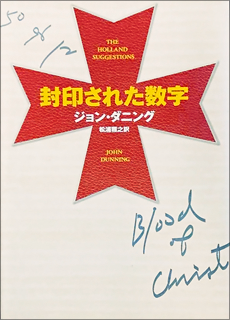 50 8/2
THE
HOLLAND
SUGGESTIONS
封印された数字
ジョン・ダニング
松浦雅之訳
JOHN
DUNNING
Blood
of
Christ